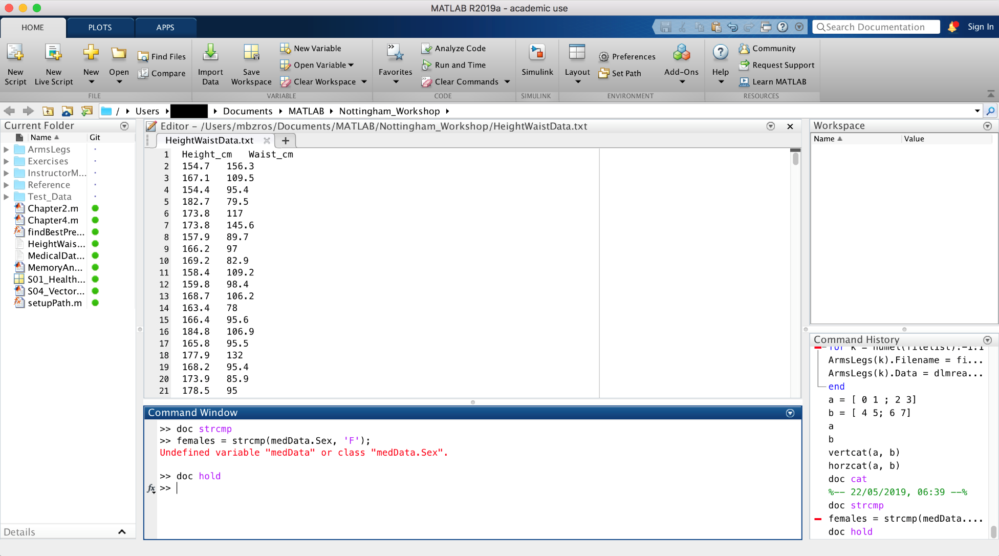 MATLAB R2019a - academic use
HOME PLOTS APPS
Search Documentation
Sign In
New Script
New Live Script
New
Open
Find Files
Compare
FILE
Import Data
Save Workspace
New Variable
Open Variable
Clear Workspace
VARIABLE
Favorites
Analyze Code
Run and Time
Clear Commands
CODE
Simulink
SIMULINK
Layout
Preferences
Set Path
Add-Ons
ENVIRONMENT
Help
Community
Request Support
Learn MATLAB
RESOURCES
/ Users Documents MATLAB Nottingham_Workshop
Current Folder
Name Git
ArmsLegs
Exercises
InstructorM...
Reference
Test_Data
Chapter2.m
Chapter4.m
findBestPre...
HeightWais...
MedicalDat...
MemoryAn...
S01_Health...
S04_Vector...
setupPath.m
Details
Editor - /Users/mbzros/Documents/MATLAB/Nottingham_Workshop/HeightWaistData.txt
HeightWaistData.txt
1 Height_cm Waist_cm
2 154.7 156.3
3 167.1 109.5
4 154.4 95.4
5 182.7 79.5
6 173.8 117
7 173.8 145.6
8 157.9 89.7
9 166.2 97
10 169.2 82.9
11 158.4 109.2
12 159.8 98.4
13 168.7 106.2
14 163.4 78
15 166.4 95.6
16 184.8 106.9
17 165.8 95.5
18 177.9 132
19 168.2 95.4
20 173.9 85.9
21 178.5 95
Command Window
>> doc strcmp
>> females = strcmp(medData.Sex, 'F');
Undefined variable "medData" or class "medData.Sex".
>> doc hold
fx >>
Workspace
Name Value
Command History
for k = numel(filelist):-1:1
ArmsLegs(k).Filename = fi...
ArmsLegs(k).Data = dlmrea...
end
a = [ 0 1 ; 2 3]
b = [ 4 5; 6 7]
a
b
vertcat(a, b)
horzcat(a, b)
doc cat
%-- 22/05/2019, 06:39 --%
doc strcmp
females = strcmp(medData....
doc hold